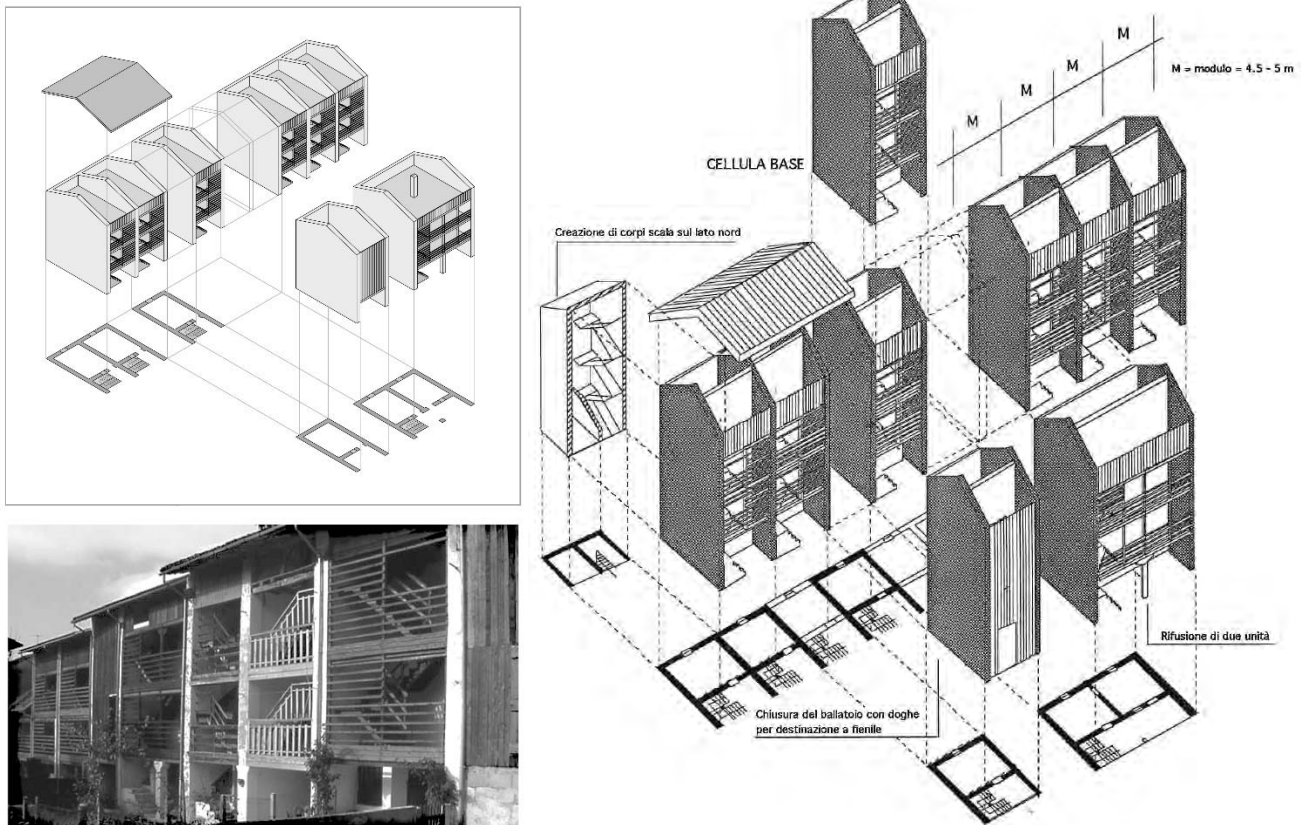 M
M
M
M
M = modulo = 4.5 - 5 m
CELLULA BASE
Creazione di corpi scala sul lato nord
Rifusione di due unità
Chiusura del ballatoio con doghe
per destinazione a fienile